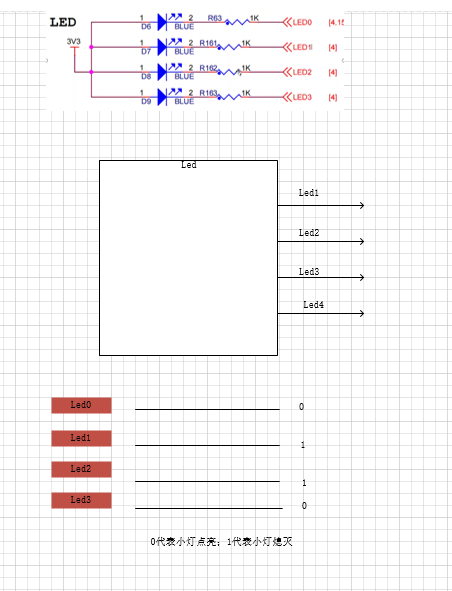 LED
3V3
1 2 R63 1K LED0 [4,15
D6 BLUE
1 2 R161 1K LED1 [4]
D7 BLUE
1 2 R162 1K LED2 [4]
D8 BLUE
1 2 R163 1K LED3 [4]
D9 BLUE
Led
Led1
Led2
Led3
Led4
Led0 0
Led1 1
Led2 1
Led3 0
0代表小灯点亮；1代表小灯熄灭